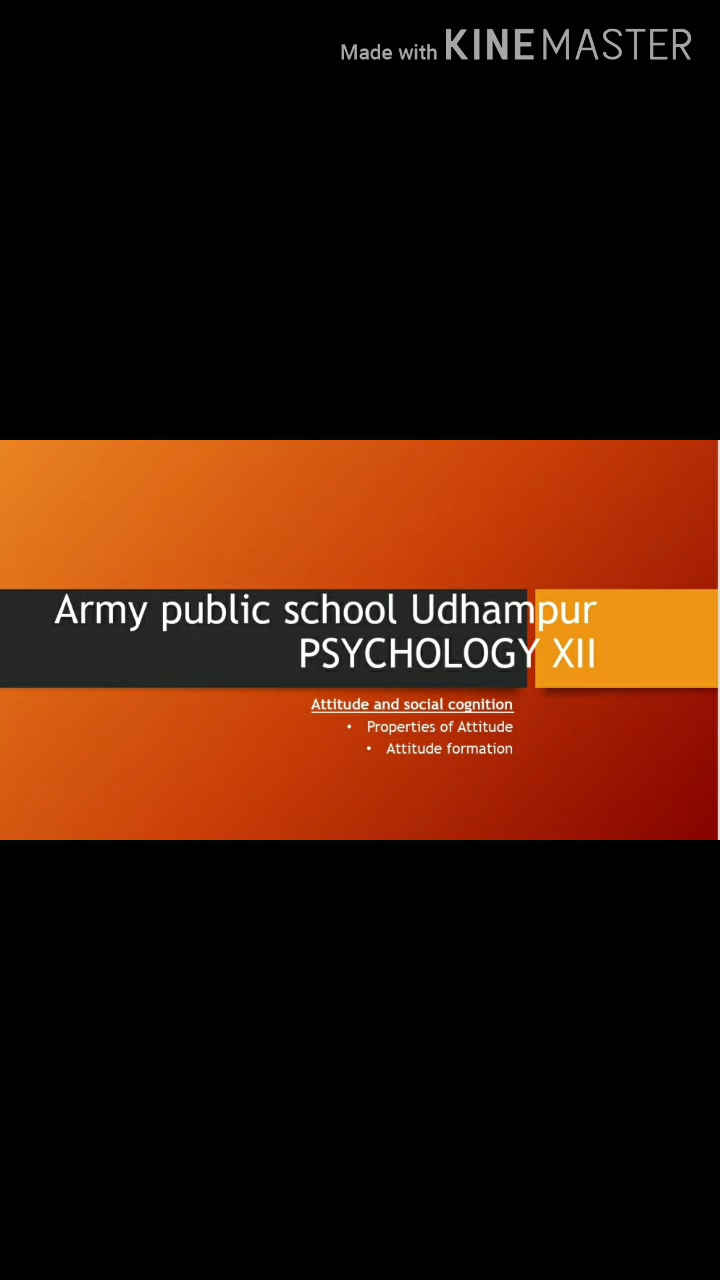 Made with KINEMASTER
Army public school Udhampur
PSYCHOLOGY XII
Attitude and social cognition
• Properties of Attitude
• Attitude formation